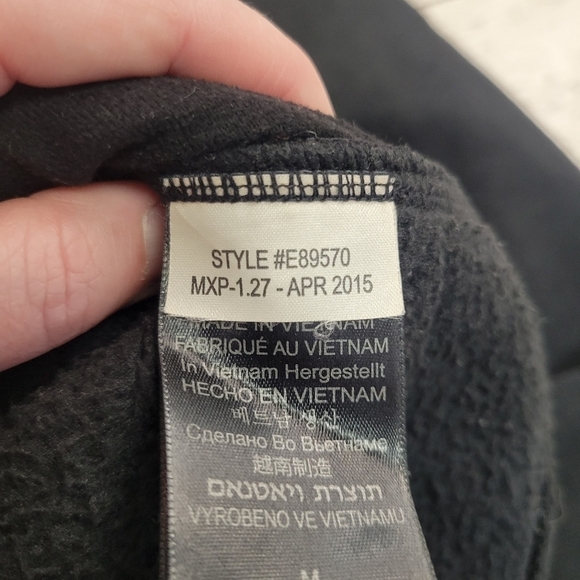 STYLE #E89570
MXP-1.27 - APR 2015
MADE IN VIETNAM
FABRIQUÉ AU VIETNAM
In Vietnam Hergestellt
HECHO EN VIETNAM
베트남 생산
Сделано Во Вьетнаме
越南制造
תוצרת ויאטנאם
VYROBENO VE VIETNAMU
M